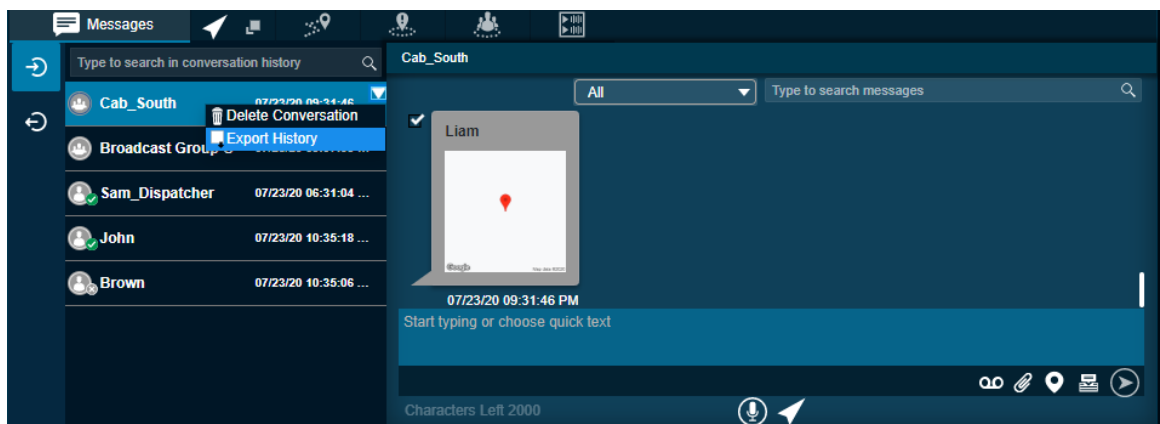 Messages
Type to search in conversation history
Cab_South
07/23/20 09:31:46
Delete Conversation
Export History
Broadcast Group
Sam_Dispatcher
07/23/20 06:31:04 ...
John
07/23/20 10:35:18 ...
Brown
07/23/20 10:35:06 ...
Cab_South
All
Type to search messages
Liam
Google
07/23/20 09:31:46 PM
Start typing or choose quick text
Characters Left 2000